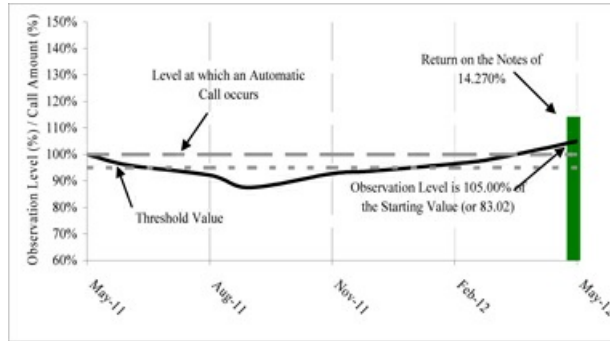 Observation Level (%) / Call Amount (%)
150%
140%
130%
120%
110%
100%
90%
80%
70%
60%
Level at which an Automatic
Call occurs
Return on the Notes of
14.270%
Threshold Value
Observation Level is 105.00% of
the Starting Value (or 83.02)
May-11
Aug-11
Nov-11
Feb-12
May-12